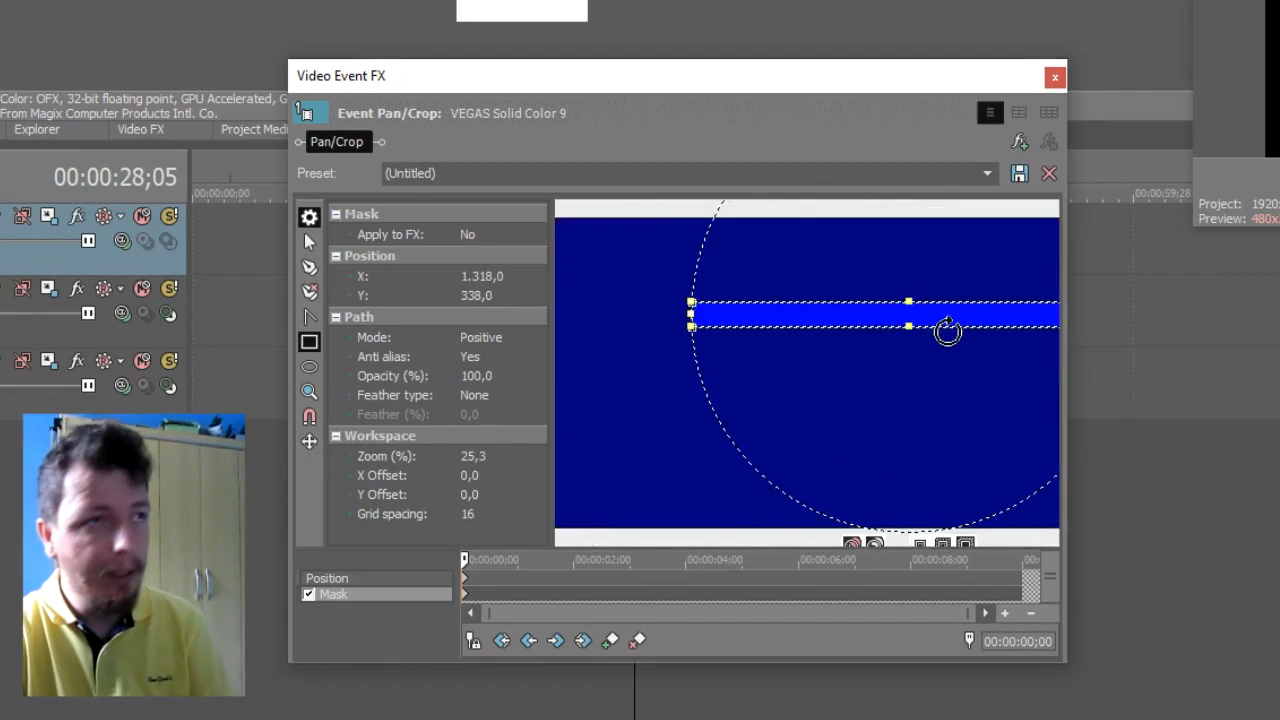 Video Event FX
x
Color: OFX, 32-bit floating point, GPU Accelerated, G
From Magix Computer Products Intl. Co.
Explorer Video FX Project Medi
Event Pan/Crop: VEGAS Solid Color 9
Pan/Crop
Preset: (Untitled)
00:00:28;05
00:00:00;00
00:00:59;28
Project: 1920
Preview: 480x
Mask
Apply to FX: No
Position
X: 1.318,0
Y: 338,0
Path
Mode: Positive
Anti alias: Yes
Opacity (%): 100,0
Feather type: None
Feather (%): 0,0
Workspace
Zoom (%): 25,3
X Offset: 0,0
Y Offset: 0,0
Grid spacing: 16
0:00:00;00 00:00:02;00 00:00:04;00 00:00:06;00 00:00:08;00 00:
Position
Mask
00:00:00;00